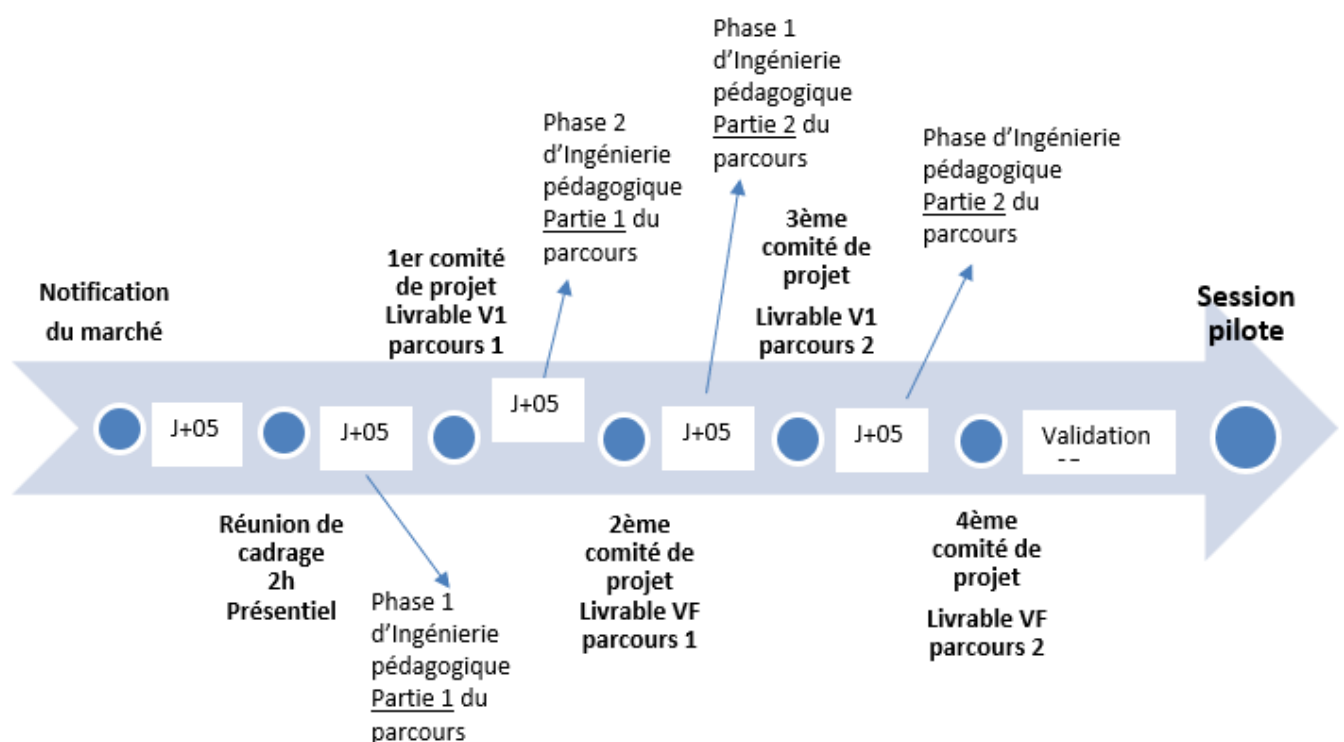 Notification
du marché
J+05
Réunion de
cadrage
2h
Présentiel
J+05
Phase 1
d’Ingénierie
pédagogique
Partie 1 du
parcours
1er comité
de projet
Livrable V1
parcours 1
J+05
Phase 2
d’Ingénierie
pédagogique
Partie 1 du
parcours
2ème
comité de
projet
Livrable VF
parcours 1
J+05
Phase 1
d’Ingénierie
pédagogique
Partie 2 du
parcours
3ème
comité de
projet
Livrable V1
parcours 2
J+05
Phase d’Ingénierie
pédagogique
Partie 2 du
parcours
4ème
comité de
projet
Livrable VF
parcours 2
Validation
Session
pilote